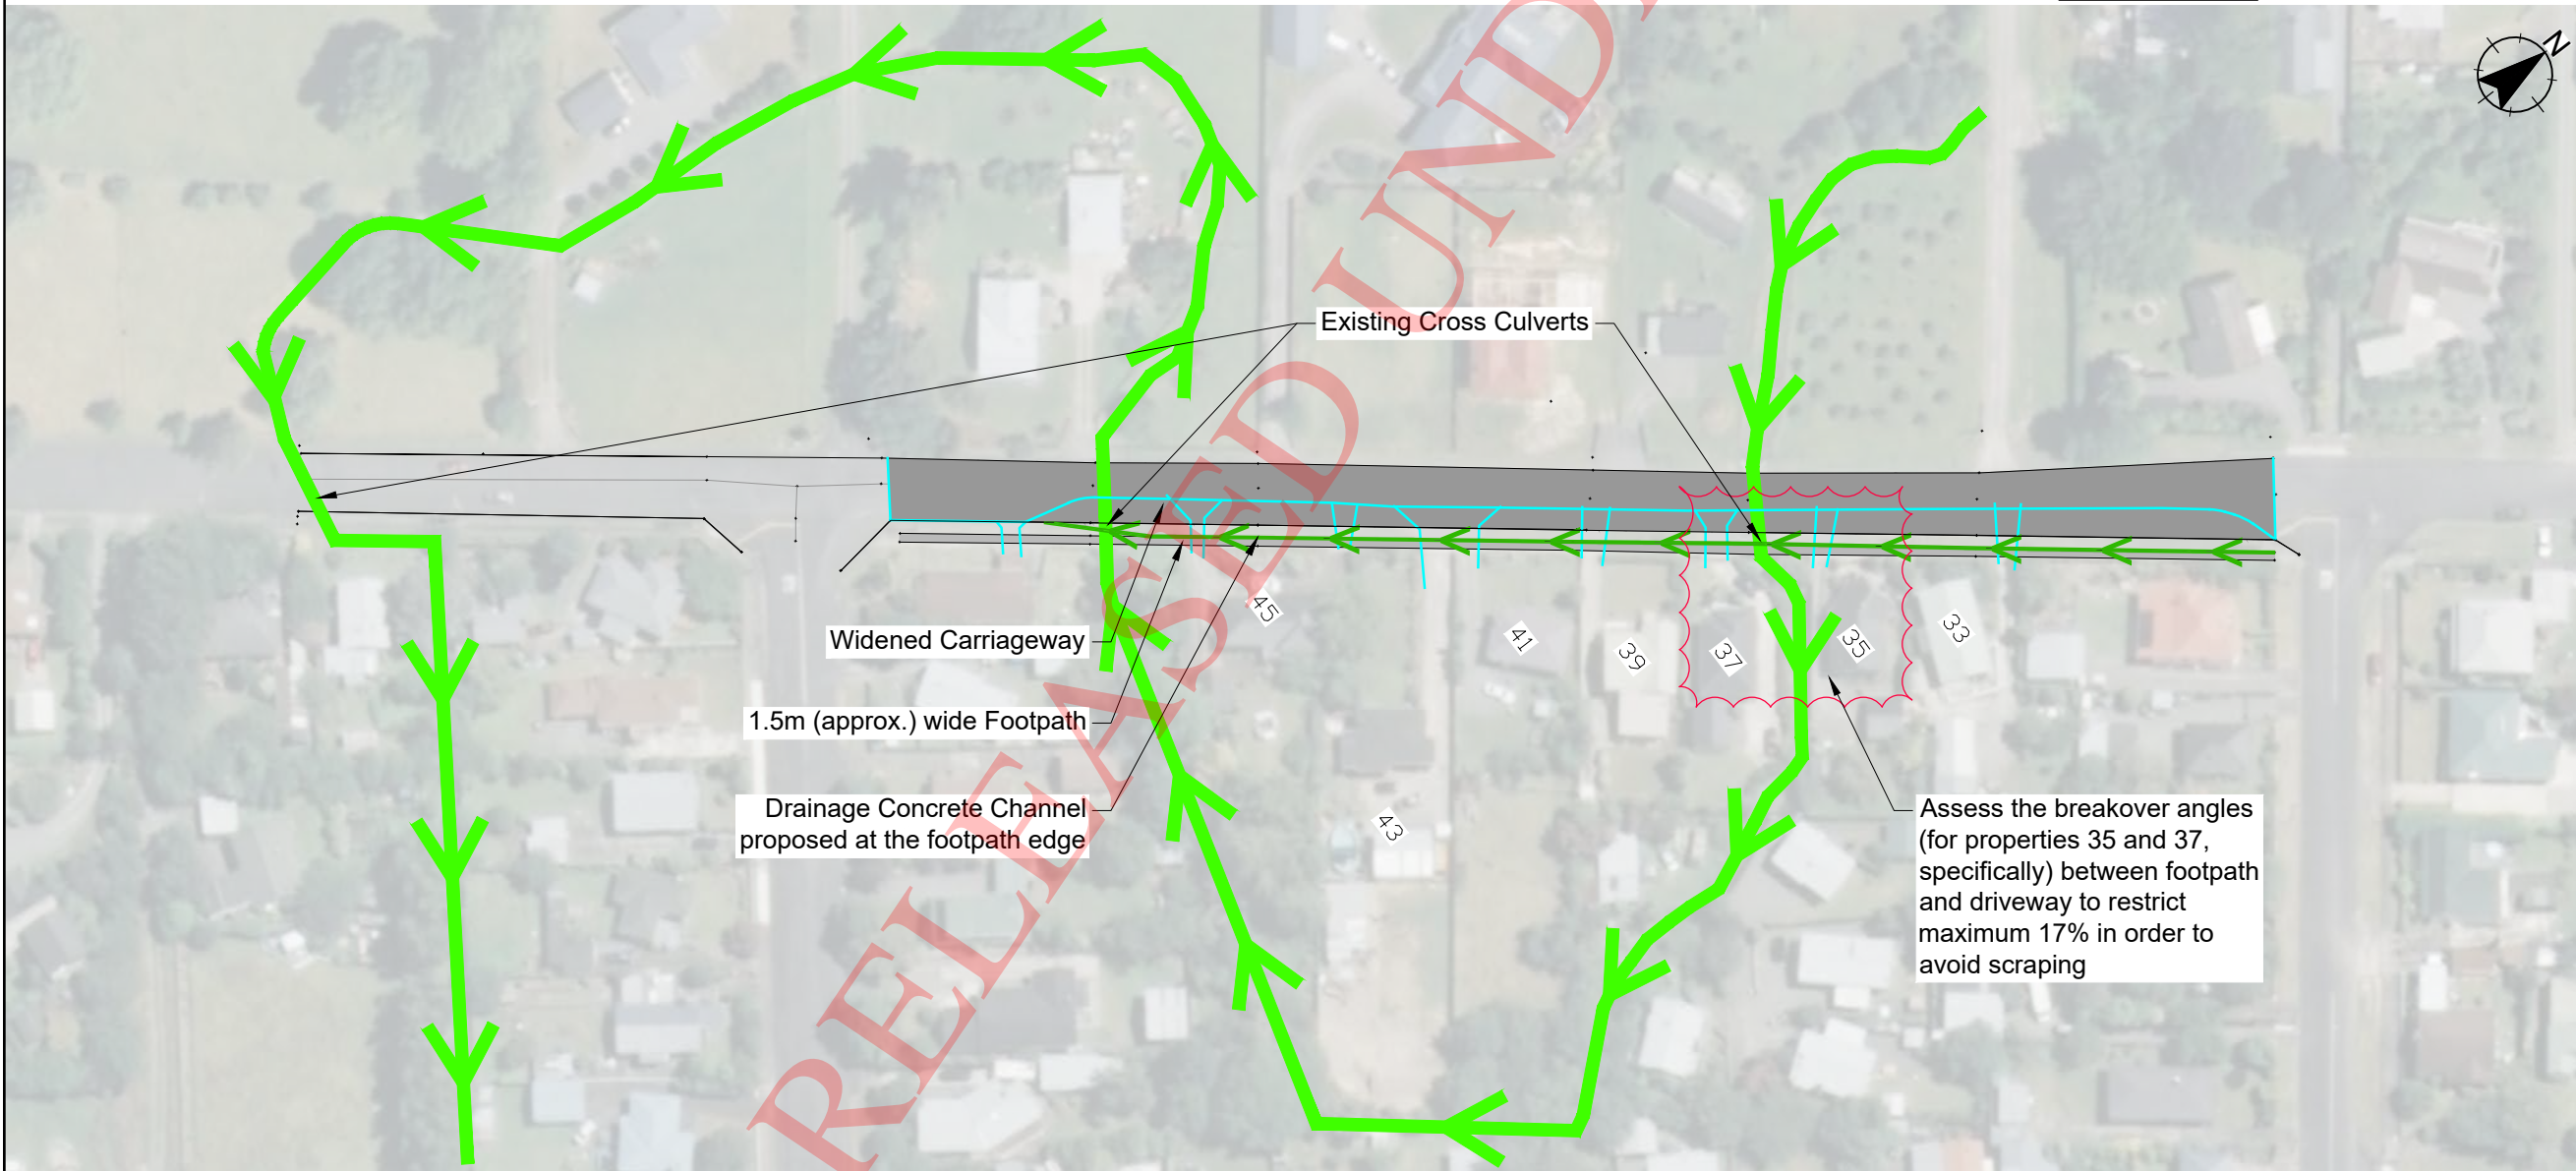 N
Existing Cross Culverts
Widened Carriageway
1.5m (approx.) wide Footpath
Drainage Concrete Channel
proposed at the footpath edge
45
43
41
39
37
35
33
Assess the breakover angles
(for properties 35 and 37,
specifically) between footpath
and driveway to restrict
maximum 17% in order to
avoid scraping
RELEASED UND